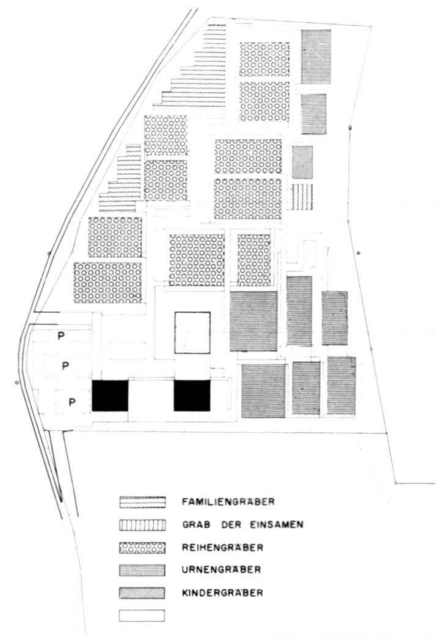 P
P
P
FAMILIENGRÄBER
GRAB DER EINSAMEN
REIHENGRÄBER
URNENGRÄBER
KINDERGRÄBER